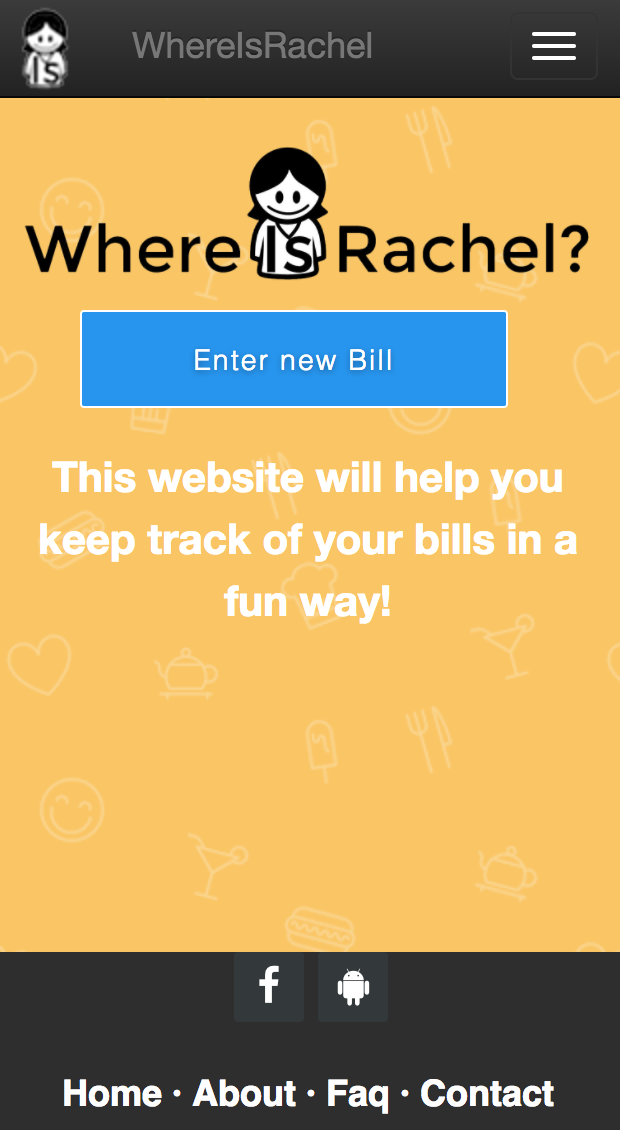 Is WhereIsRachel
Where Is Rachel?
Enter new Bill
This website will help you
keep track of your bills in a
fun way!
f
Home · About · Faq · Contact